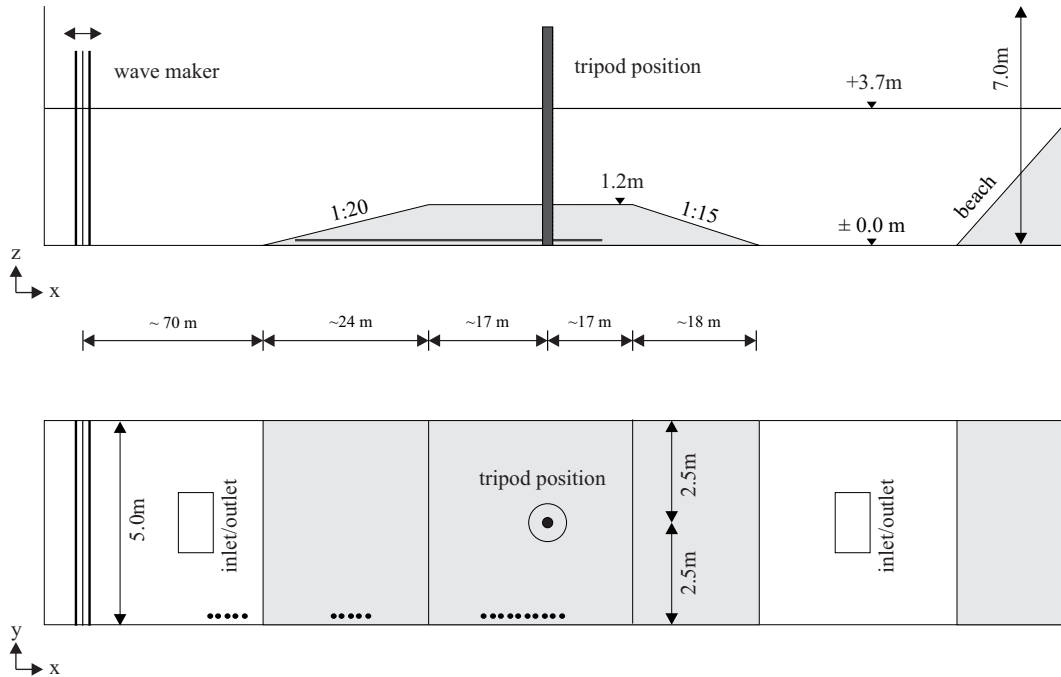 wave maker
tripod position
+3.7m
7.0m
1.2m
1:20
1:15
beach
± 0.0 m
z
x
~ 70 m
~24 m
~17 m
~17 m
~18 m
5.0m
inlet/outlet
tripod position
2.5m
2.5m
inlet/outlet
y
x